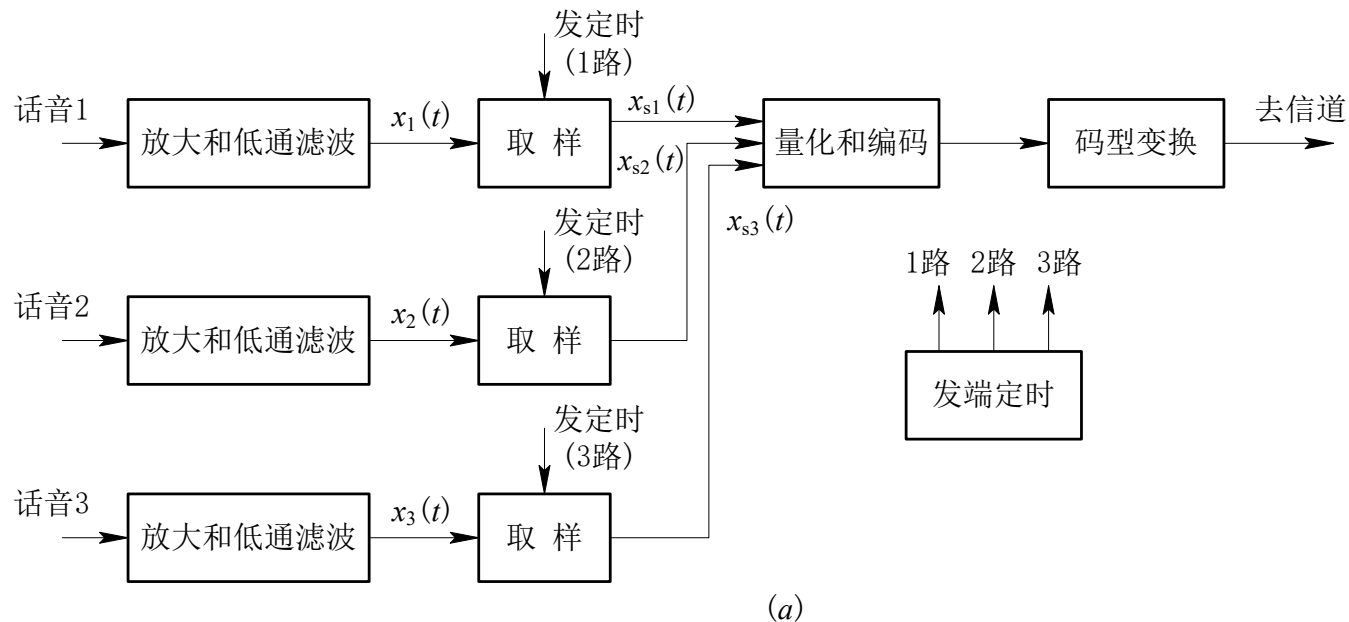 发定时
(1路)
话音1
放大和低通滤波
x₁(t)
取 样
xₛ₁(t)
量化和编码
码型变换
去信道
xₛ₂(t)
xₛ₃(t)
发定时
(2路)
话音2
放大和低通滤波
x₂(t)
取 样
1路 2路 3路
发端定时
发定时
(3路)
话音3
放大和低通滤波
x₃(t)
取 样
(a)